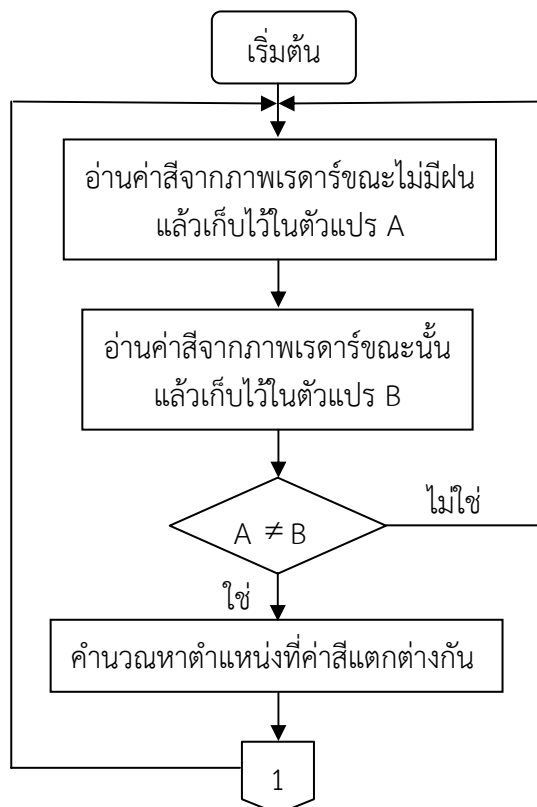 เริ่มต้น
อ่านค่าสีจากภาพเรดาร์ขณะไม่มีฝน
แล้วเก็บไว้ในตัวแปร A
อ่านค่าสีจากภาพเรดาร์ขณะนั้น
แล้วเก็บไว้ในตัวแปร B
A ≠ B
ไม่ใช่
ใช่
คำนวณหาตำแหน่งที่ค่าสีแตกต่างกัน
1